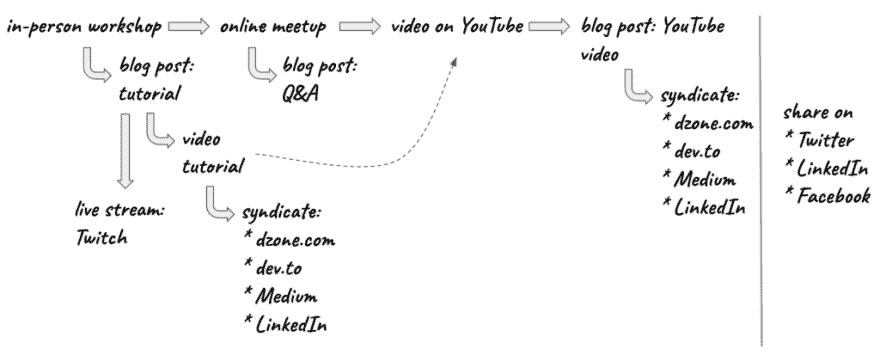 in-person workshop
online meetup
video on YouTube
blog post: YouTube
video
blog post:
tutorial
blog post:
Q&A
video
tutorial
live stream:
Twitch
syndicate:
* dzone.com
* dev.to
* Medium
* LinkedIn
syndicate:
* dzone.com
* dev.to
* Medium
* LinkedIn
share on
* Twitter
* LinkedIn
* Facebook